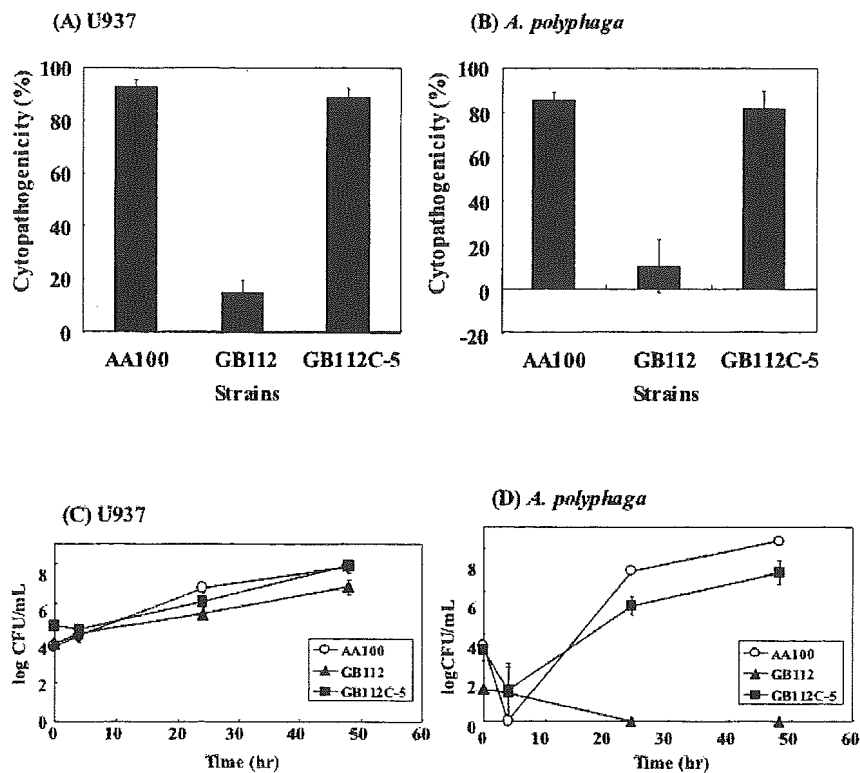 (A) U937
(B) A. polyphaga
Cytopathogenicity (%)
100
80
60
40
20
0
AA100 GB112 GB112C-5
Strains
Cytopathogenicity (%)
100
80
60
40
20
0
-20
AA100 GB112 GB112C-5
Strains
(C) U937
(D) A. polyphaga
log CFU/mL
8
6
4
2
0
0 10 20 30 40 50 60
Time (hr)
AA100
GB112
GB112C-5
logCFU/mL
8
6
4
2
0
0 10 20 30 40 50 60
Time (hr)
AA100
GB112
GB112C-5